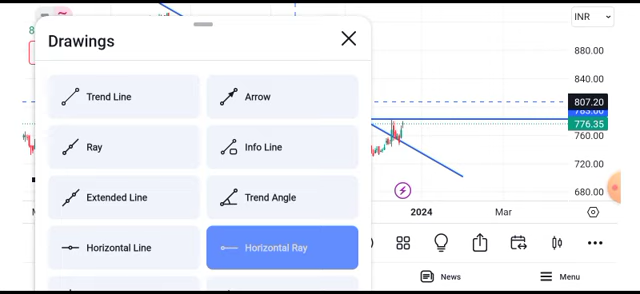 Drawings
Trend Line
Arrow
Ray
Info Line
Extended Line
Trend Angle
Horizontal Line
Horizontal Ray
INR
880.00
840.00
807.20
776.35
760.00
720.00
680.00
2024
Mar
News
Menu